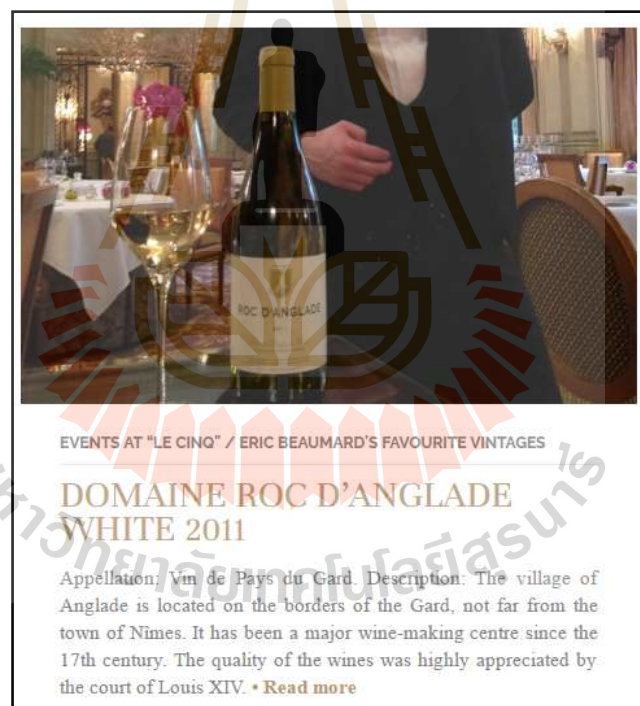 ROC D'ANGLADE
EVENTS AT "LE CINQ" / ERIC BEAUMARD'S FAVOURITE VINTAGES
DOMAINE ROC D'ANGLADE
WHITE 2011
Appellation: Vin de Pays du Gard. Description: The village of
Anglade is located on the borders of the Gard, not far from the
town of Nîmes. It has been a major wine-making centre since the
17th century. The quality of the wines was highly appreciated by
the court of Louis XIV. • Read more